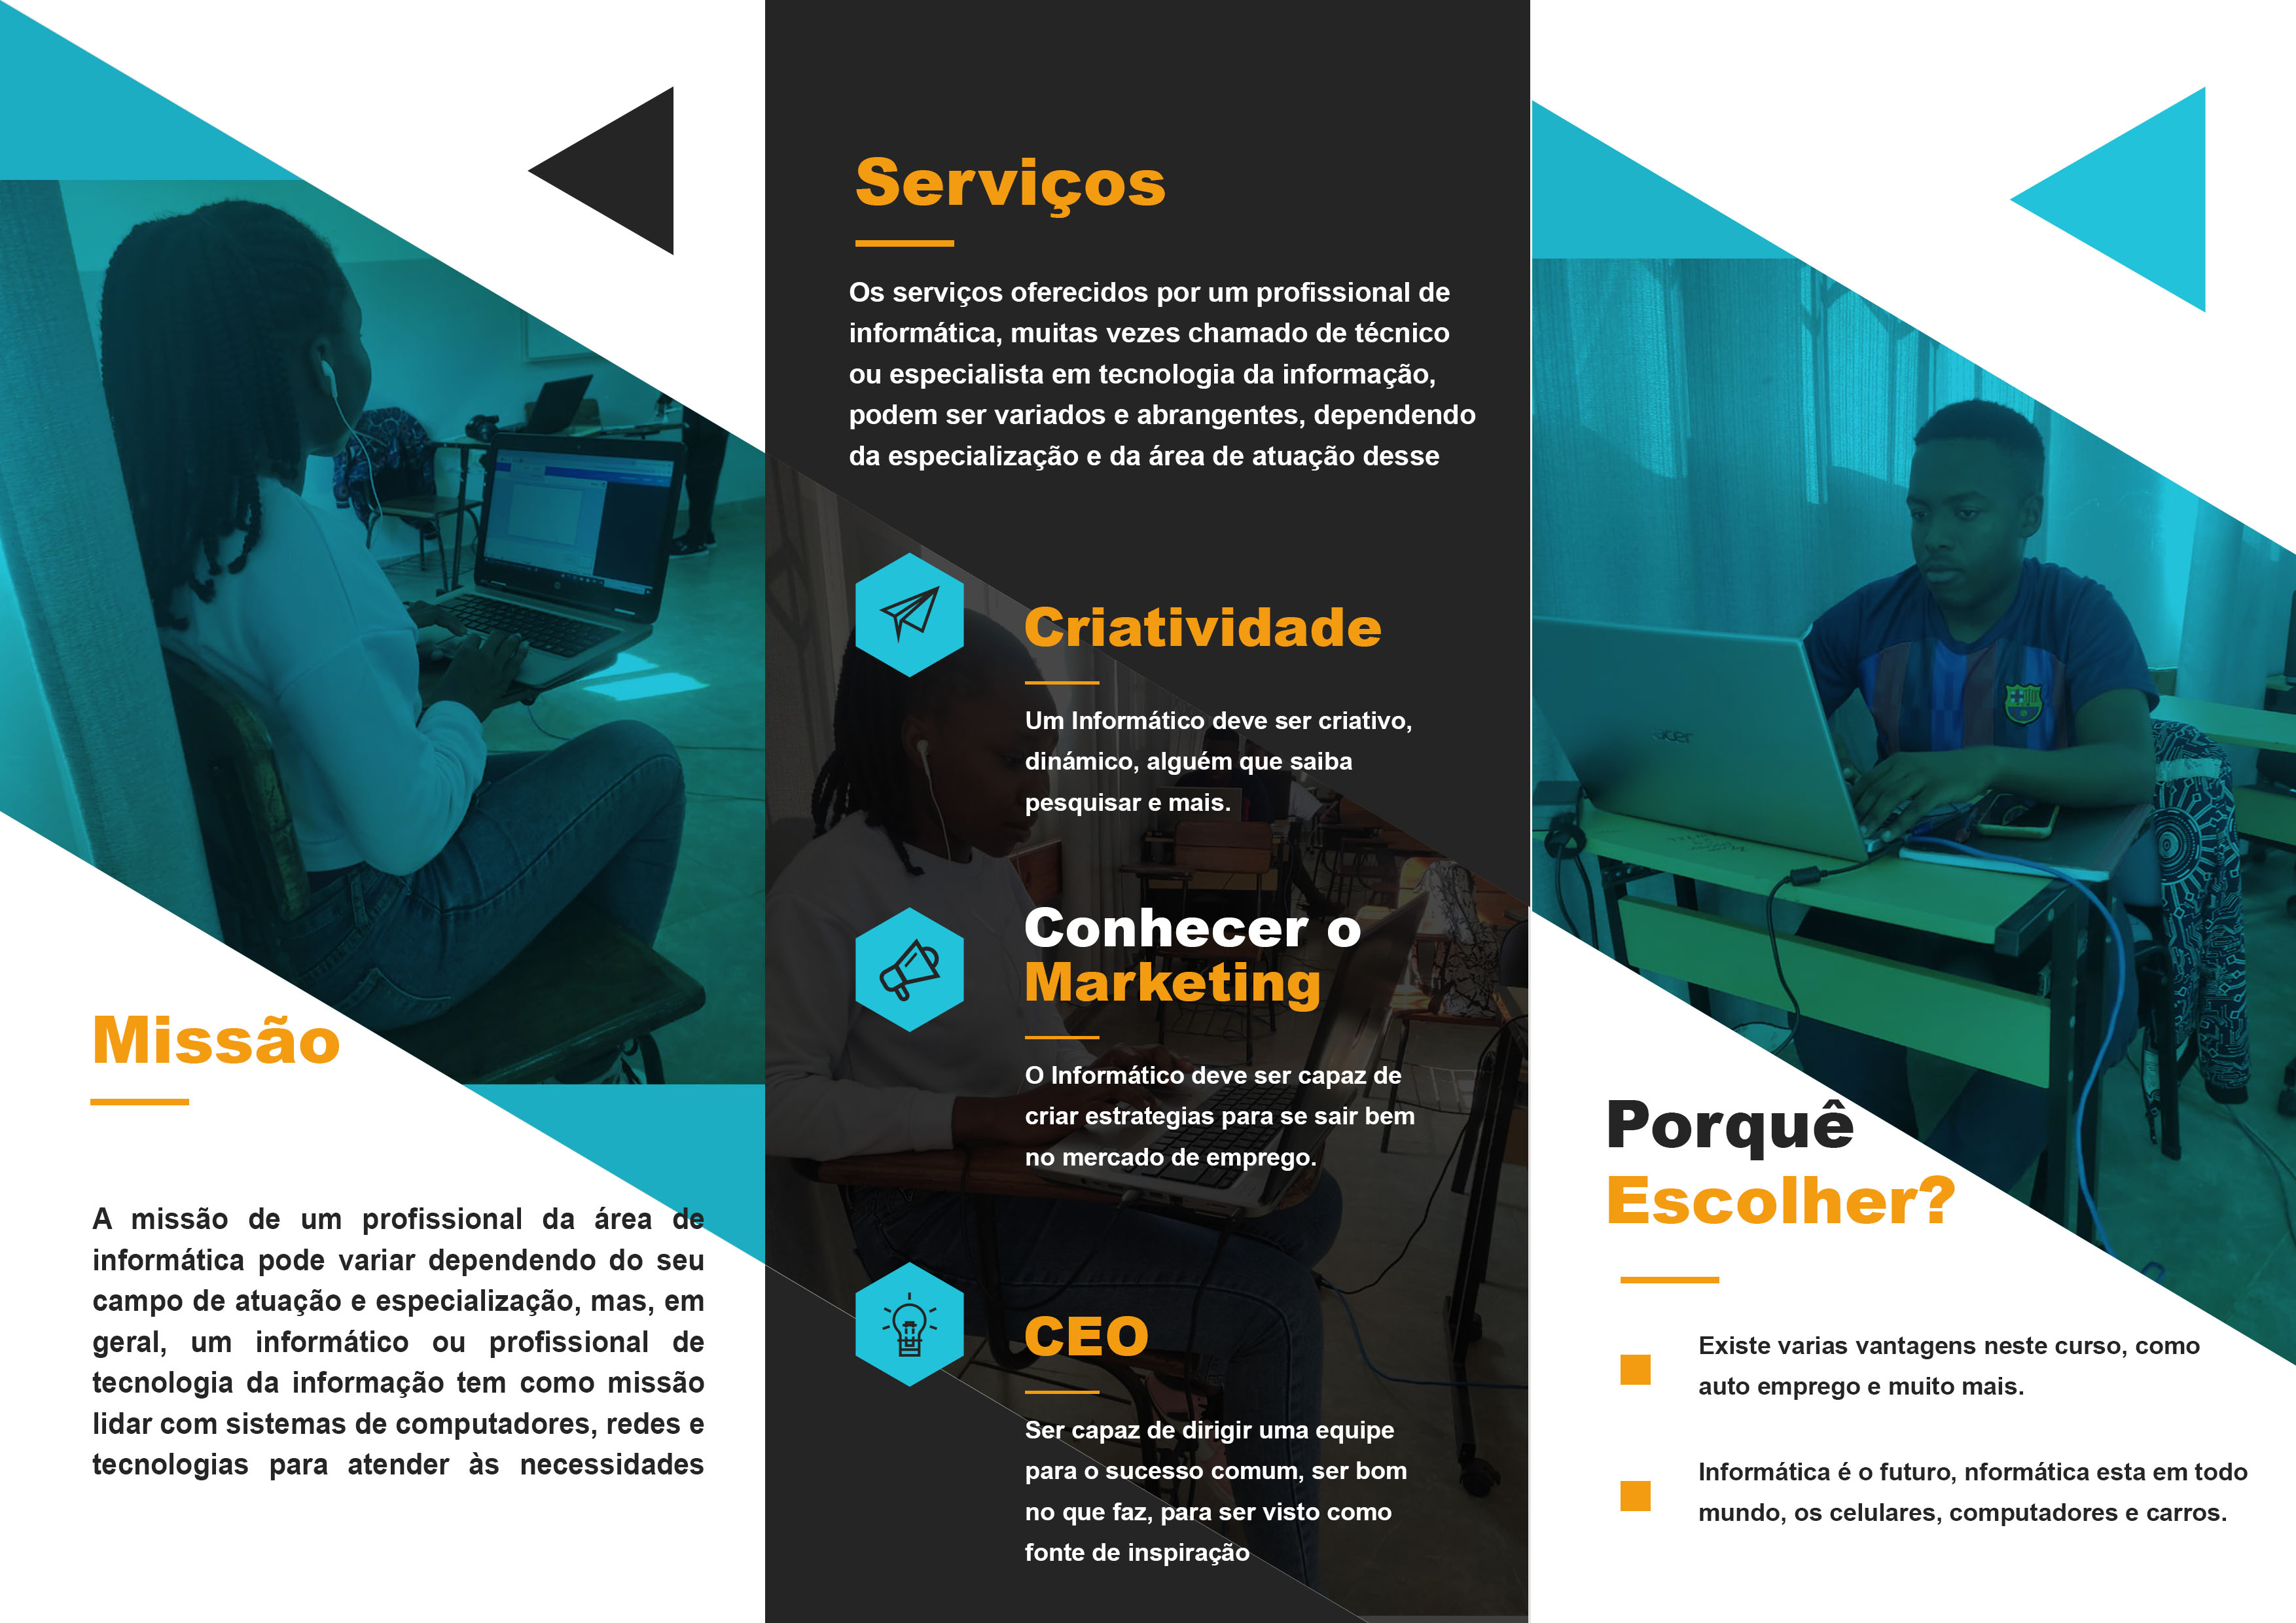 Missão
A missão de um profissional da área de
informática pode variar dependendo do seu
campo de atuação e especialização, mas, em
geral, um informático ou profissional de
tecnologia da informação tem como missão
lidar com sistemas de computadores, redes e
tecnologias para atender às necessidades
Serviços
Os serviços oferecidos por um profissional de
informática, muitas vezes chamado de técnico
ou especialista em tecnologia da informação,
podem ser variados e abrangentes, dependendo
da especialização e da área de atuação desse
Criatividade
Um Informático deve ser criativo,
dinámico, alguém que saiba
pesquisar e mais.
Conhecer o
Marketing
O Informático deve ser capaz de
criar estrategias para se sair bem
no mercado de emprego.
CEO
Ser capaz de dirigir uma equipe
para o sucesso comum, ser bom
no que faz, para ser visto como
fonte de inspiração
acer
Porquê
Escolher?
Existe varias vantagens neste curso, como
auto emprego e muito mais.
Informática é o futuro, nformática esta em todo
mundo, os celulares, computadores e carros.